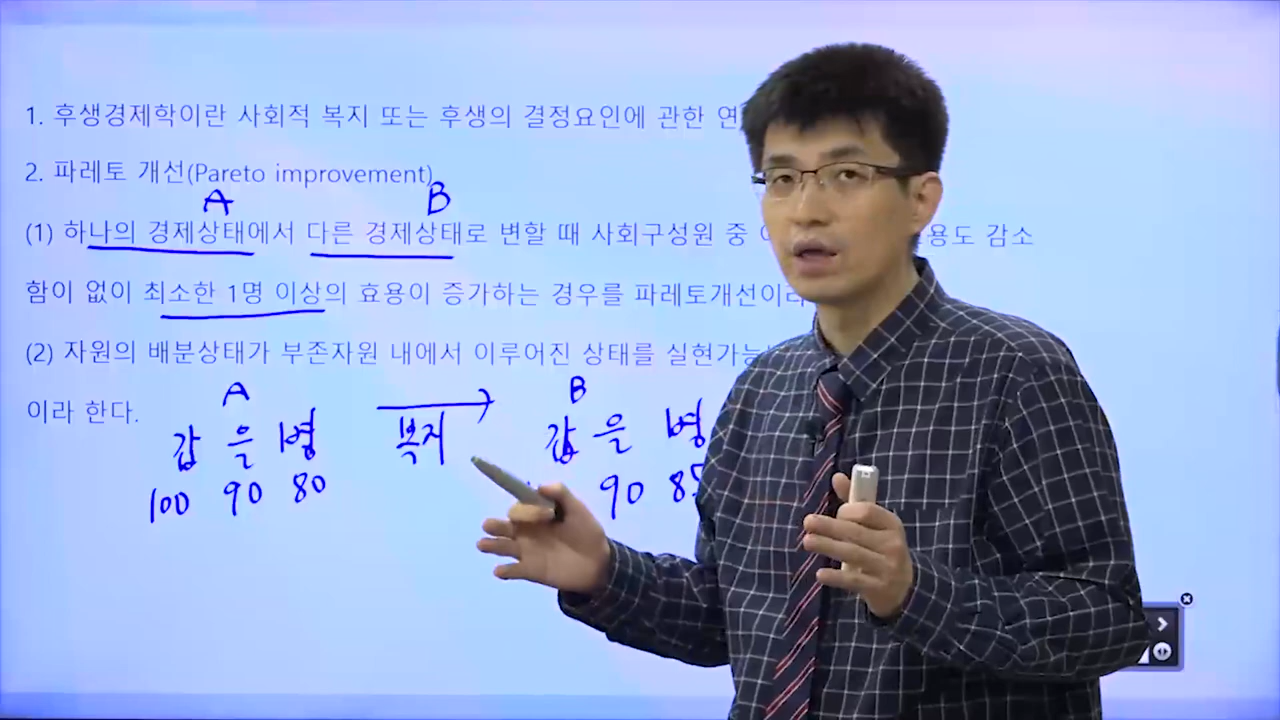 1. 후생경제학이란 사회적 복지 또는 후생의 결정요인에 관한
2. 파레토 개선(Pareto improvement)
A B
(1) 하나의 경제상태에서 다른 경제상태로 변할 때 사회구성원 중 감소
함이 없이 최소한 1명 이상의 효용이 증가하는 경우를 파레토개선이라
(2) 자원의 배분상태가 부존자원 내에서 이루어진 상태를 실현가능
이라 한다.
A B
갑 을 병 복지 갑 을 병
100 90 80 90 85